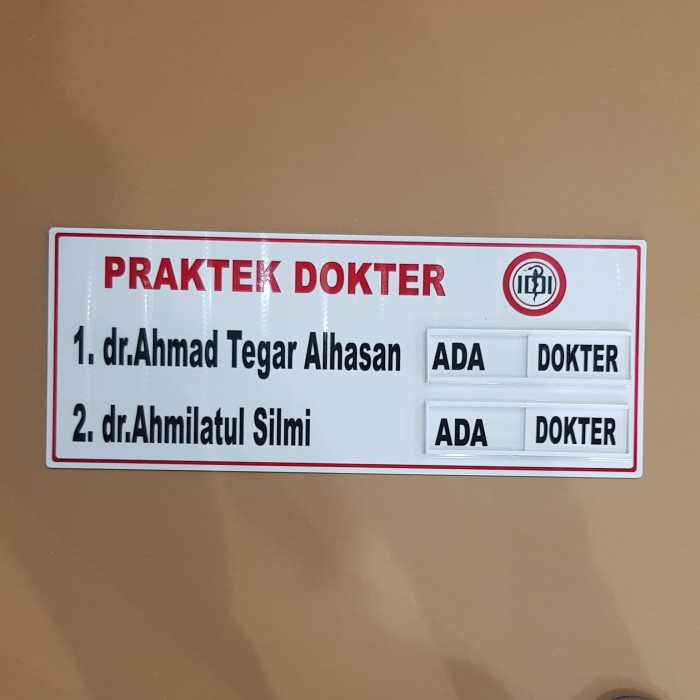 PRAKTEK DOKTER IDI
1. dr.Ahmad Tegar Alhasan ADA DOKTER
2. dr.Ahmilatul Silmi ADA DOKTER